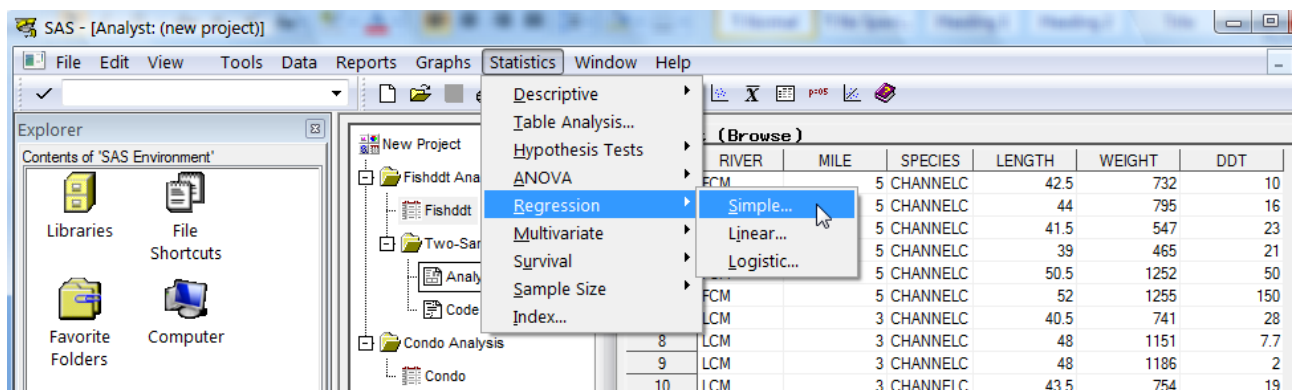 SAS - [Analyst: (new project)]
File Edit View Tools Data Reports Graphs Statistics Window Help
Explorer
Contents of 'SAS Environment'
Libraries
File Shortcuts
Favorite Folders
Computer
New Project
Fishddt Ana
Fishddt
Two-Sar
Analy
Code
Condo Analysis
Condo
Descriptive
Table Analysis...
Hypothesis Tests
ANOVA
Regression
Multivariate
Survival
Sample Size
Index...
Simple...
Linear...
Logistic...
p=05
(Browse)
RIVER MILE SPECIES LENGTH WEIGHT DDT
FCM 5 CHANNELC 42.5 732 10
5 CHANNELC 44 795 16
5 CHANNELC 41.5 547 23
5 CHANNELC 39 465 21
5 CHANNELC 50.5 1252 50
FCM 5 CHANNELC 52 1255 150
LCM 3 CHANNELC 40.5 741 28
8 LCM 3 CHANNELC 48 1151 7.7
9 LCM 3 CHANNELC 48 1186 2
10 LCM 3 CHANNELC 43.5 754 19